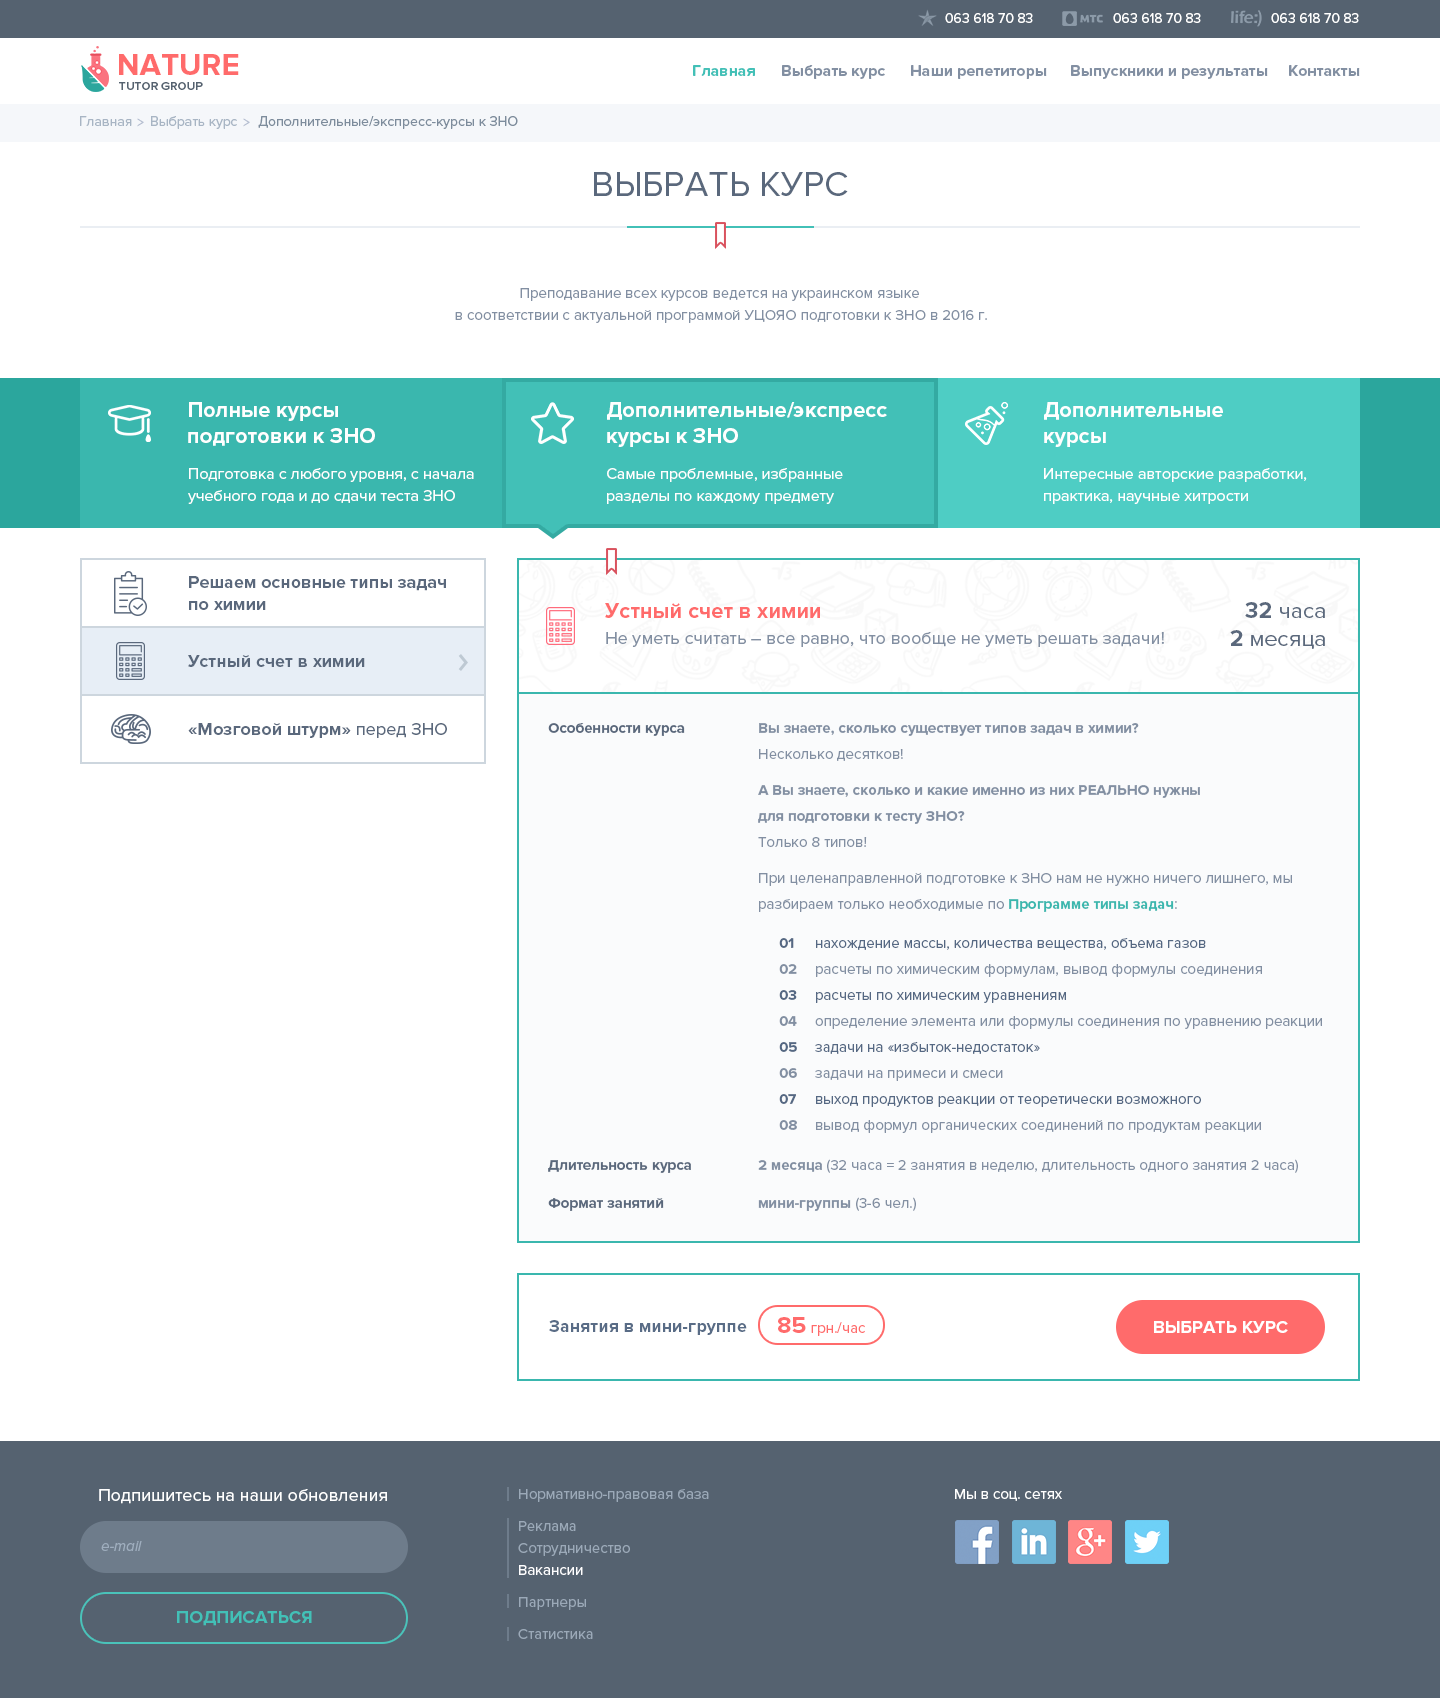 063 618 70 83
мтс 063 618 70 83
life:) 063 618 70 83
NATURE
TUTOR GROUP
Главная
Выбрать курс
Наши репетиторы
Выпускники и результаты
Контакты
Главная > Выбрать курс > Дополнительные/экспресс-курсы к ЗНО
ВЫБРАТЬ КУРС
Преподавание всех курсов ведется на украинском языке
в соответствии с актуальной программой УЦОЯО подготовки к ЗНО в 2016 г.
Полные курсы
подготовки к ЗНО
Подготовка с любого уровня, с начала
учебного года и до сдачи теста ЗНО
Дополнительные/экспресс
курсы к ЗНО
Самые проблемные, избранные
разделы по каждому предмету
Дополнительные
курсы
Интересные авторские разработки,
практика, научные хитрости
Решаем основные типы задач
по химии
Устный счет в химии
«Мозговой штурм» перед ЗНО
Устный счет в химии
Не уметь считать – все равно, что вообще не уметь решать задачи!
32 часа
2 месяца
Особенности курса
Вы знаете, сколько существует типов задач в химии?
Несколько десятков!
А Вы знаете, сколько и какие именно из них РЕАЛЬНО нужны
для подготовки к тесту ЗНО?
Только 8 типов!
При целенаправленной подготовке к ЗНО нам не нужно ничего лишнего, мы
разбираем только необходимые по Программе типы задач:
01 нахождение массы, количества вещества, объема газов
02 расчеты по химическим формулам, вывод формулы соединения
03 расчеты по химическим уравнениям
04 определение элемента или формулы соединения по уравнению реакции
05 задачи на «избыток-недостаток»
06 задачи на примеси и смеси
07 выход продуктов реакции от теоретически возможного
08 вывод формул органических соединений по продуктам реакции
Длительность курса
2 месяца (32 часа = 2 занятия в неделю, длительность одного занятия 2 часа)
Формат занятий
мини-группы (3-6 чел.)
Занятия в мини-группе
85 грн./час
ВЫБРАТЬ КУРС
Подпишитесь на наши обновления
e-mail
ПОДПИСАТЬСЯ
Нормативно-правовая база
Реклама
Сотрудничество
Вакансии
Партнеры
Статистика
Мы в соц. сетях